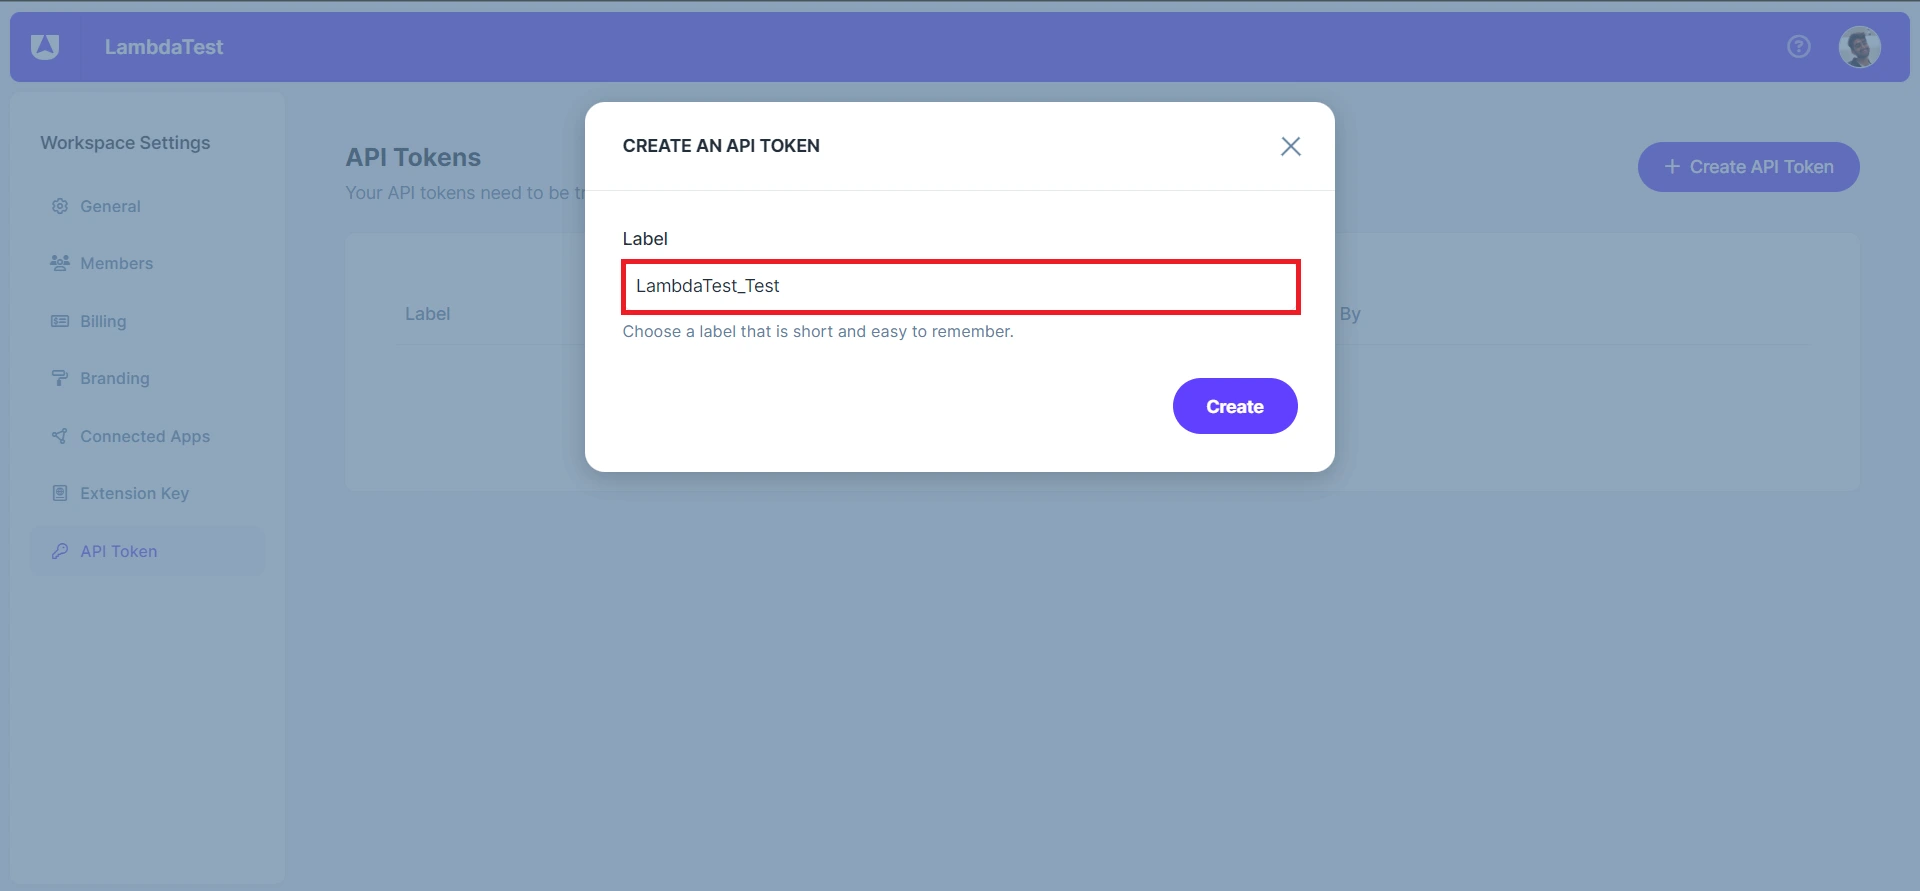 LambdaTest
Workspace Settings
General
Members
Billing
Branding
Connected Apps
Extension Key
API Token
API Tokens
Your API tokens need to be
+ Create API Token
Label
By
CREATE AN API TOKEN
Label
LambdaTest_Test
Choose a label that is short and easy to remember.
Create